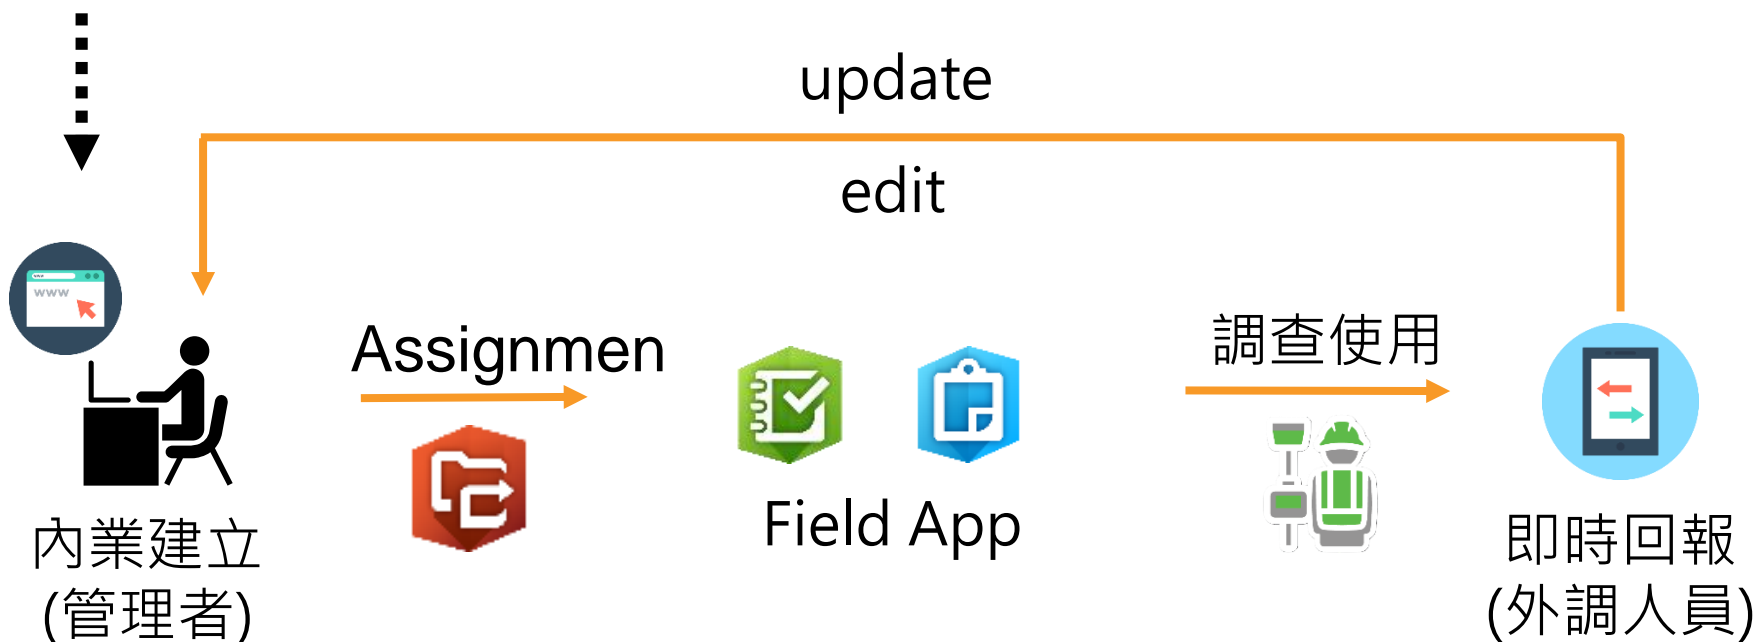 update
edit
www
www
Assignmen
調查使用
Field App
內業建立
(管理者)
即時回報
(外調人員)